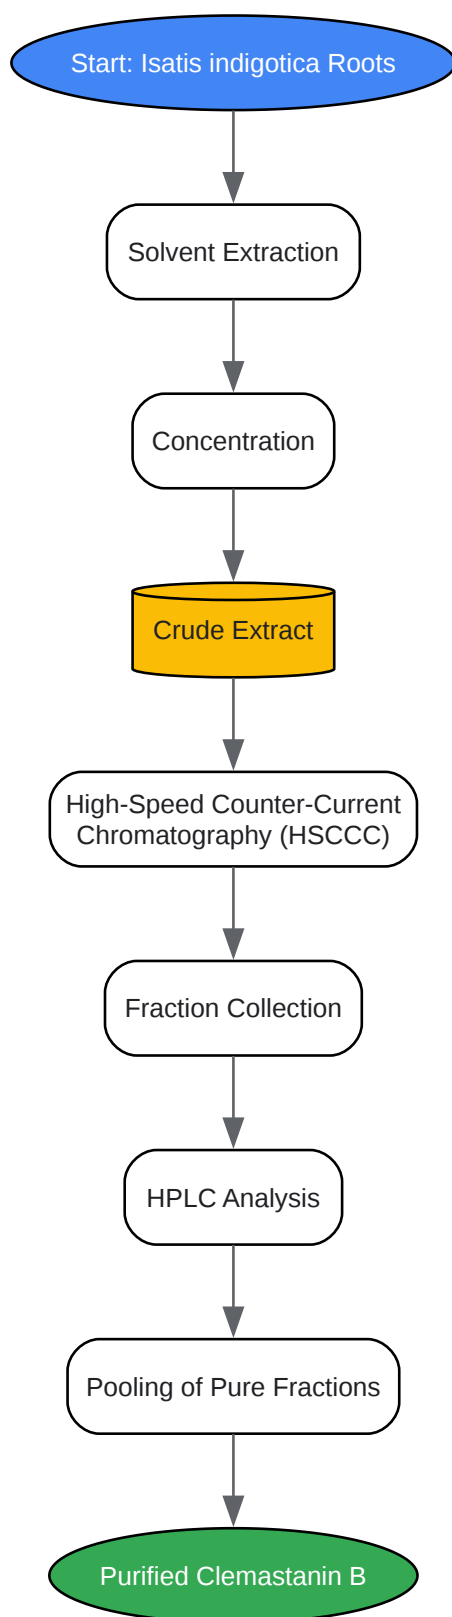 Start: Isatis indigotica Roots
Solvent Extraction
Concentration
Crude Extract
High-Speed Counter-Current
Chromatography (HSCCC)
Fraction Collection
HPLC Analysis
Pooling of Pure Fractions
Purified Clemastanin B